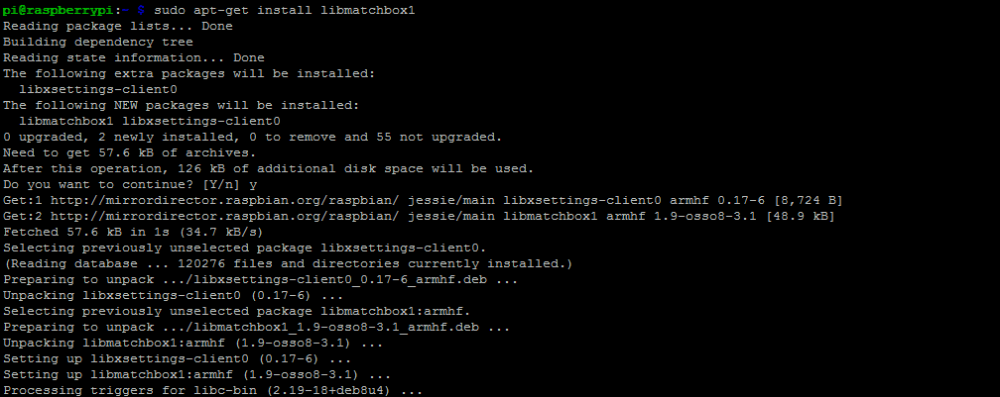 pi@raspberrypi:~ $ sudo apt-get install libmatchbox1
Reading package lists... Done
Building dependency tree
Reading state information... Done
The following extra packages will be installed:
  libxsettings-client0
The following NEW packages will be installed:
  libmatchbox1 libxsettings-client0
0 upgraded, 2 newly installed, 0 to remove and 55 not upgraded.
Need to get 57.6 kB of archives.
After this operation, 126 kB of additional disk space will be used.
Do you want to continue? [Y/n] y
Get:1 http://mirrordirector.raspbian.org/raspbian/ jessie/main libxsettings-client0 armhf 0.17-6 [8,724 B]
Get:2 http://mirrordirector.raspbian.org/raspbian/ jessie/main libmatchbox1 armhf 1.9-osso8-3.1 [48.9 kB]
Fetched 57.6 kB in 1s (34.7 kB/s)
Selecting previously unselected package libxsettings-client0.
(Reading database ... 120276 files and directories currently installed.)
Preparing to unpack .../libxsettings-client0_0.17-6_armhf.deb ...
Unpacking libxsettings-client0 (0.17-6) ...
Selecting previously unselected package libmatchbox1:armhf.
Preparing to unpack .../libmatchbox1_1.9-osso8-3.1_armhf.deb ...
Unpacking libmatchbox1:armhf (1.9-osso8-3.1) ...
Setting up libxsettings-client0 (0.17-6) ...
Setting up libmatchbox1:armhf (1.9-osso8-3.1) ...
Processing triggers for libc-bin (2.19-18+deb8u4) ...